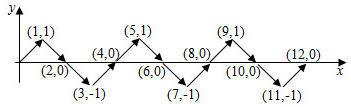 y
(1,1) (5,1) (9,1)
(4,0) (8,0) (12,0)
(2,0) (6,0) (10,0) x
(3,-1) (7,-1) (11,-1)